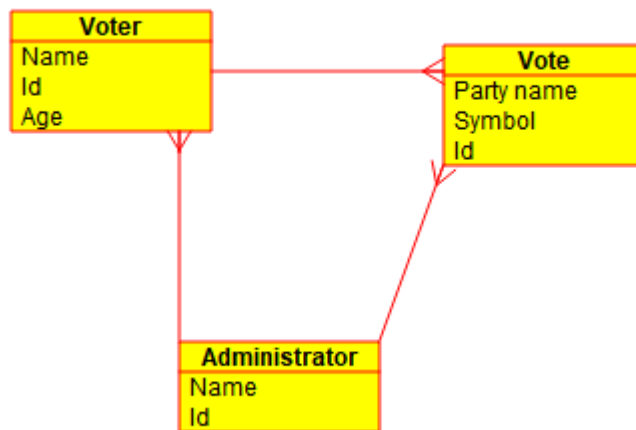 Voter
Name
Id
Age
Vote
Party name
Symbol
Id
Administrator
Name
Id